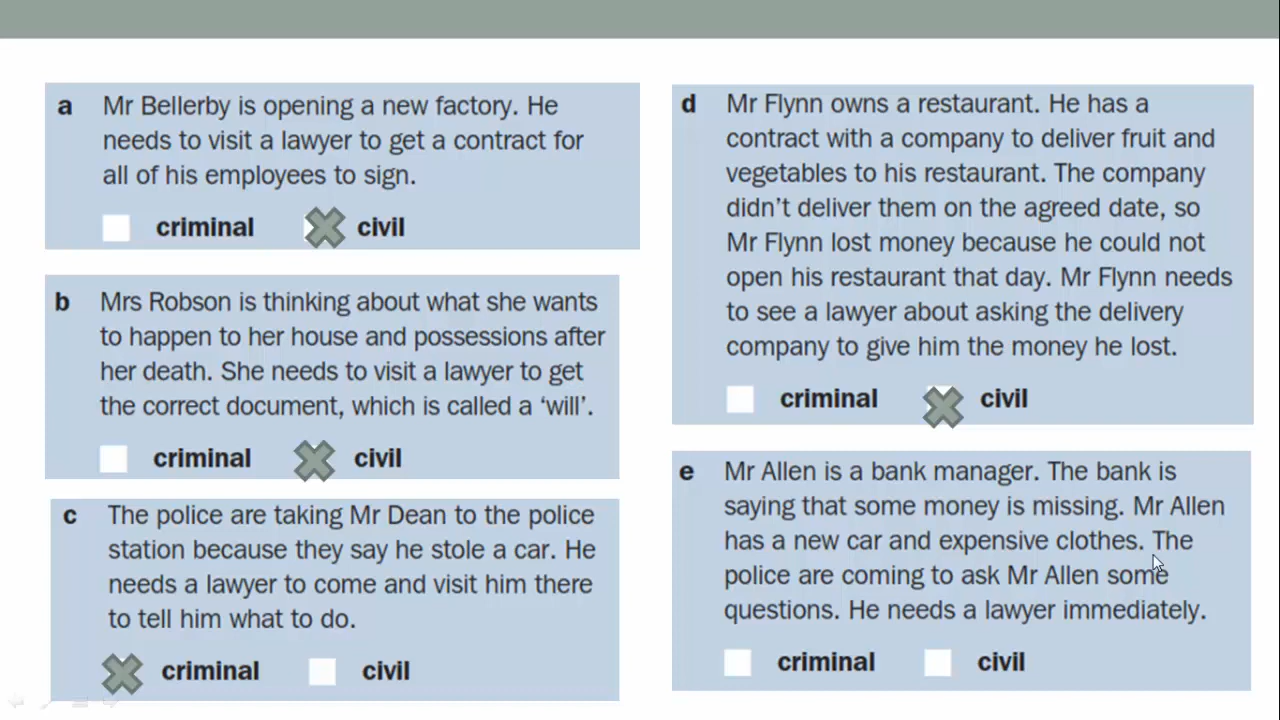 a Mr Bellerby is opening a new factory. He
needs to visit a lawyer to get a contract for
all of his employees to sign.
criminal civil
b Mrs Robson is thinking about what she wants
to happen to her house and possessions after
her death. She needs to visit a lawyer to get
the correct document, which is called a ‘will’.
criminal civil
c The police are taking Mr Dean to the police
station because they say he stole a car. He
needs a lawyer to come and visit him there
to tell him what to do.
criminal civil
d Mr Flynn owns a restaurant. He has a
contract with a company to deliver fruit and
vegetables to his restaurant. The company
didn’t deliver them on the agreed date, so
Mr Flynn lost money because he could not
open his restaurant that day. Mr Flynn needs
to see a lawyer about asking the delivery
company to give him the money he lost.
criminal civil
e Mr Allen is a bank manager. The bank is
saying that some money is missing. Mr Allen
has a new car and expensive clothes. The
police are coming to ask Mr Allen some
questions. He needs a lawyer immediately.
criminal civil